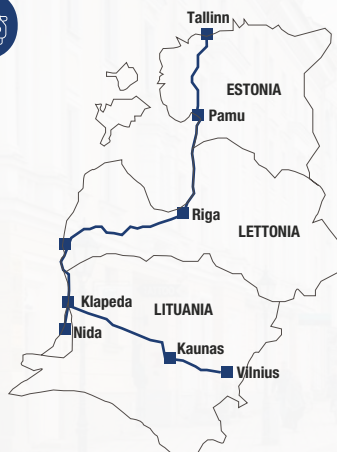 Tallinn
ESTONIA
Pamu
Riga
LETTONIA
Klapeda
LITUANIA
Nida
Kaunas
Vilnius